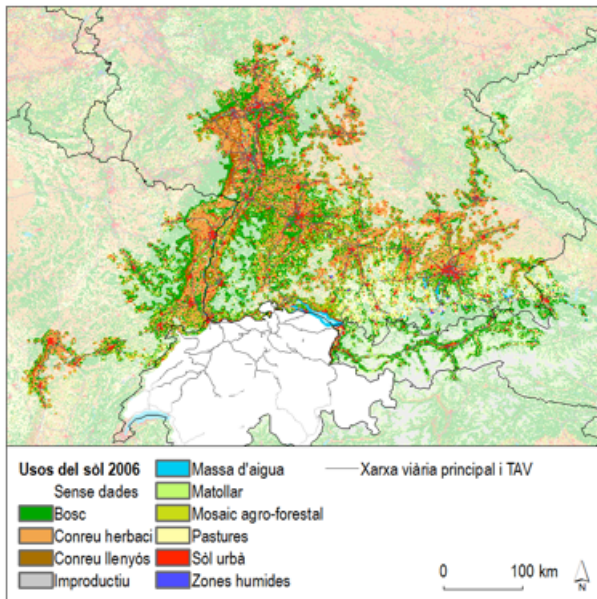 Usos del sòl 2006
Sense dades
Bosc
Conreu herbaci
Conreu llenyós
Improductiu
Massa d'aigua
Matollar
Mosaic agro-forestal
Pastures
Sòl urbà
Zones humides
Xarxa viària principal i TAV
0 100 km
N